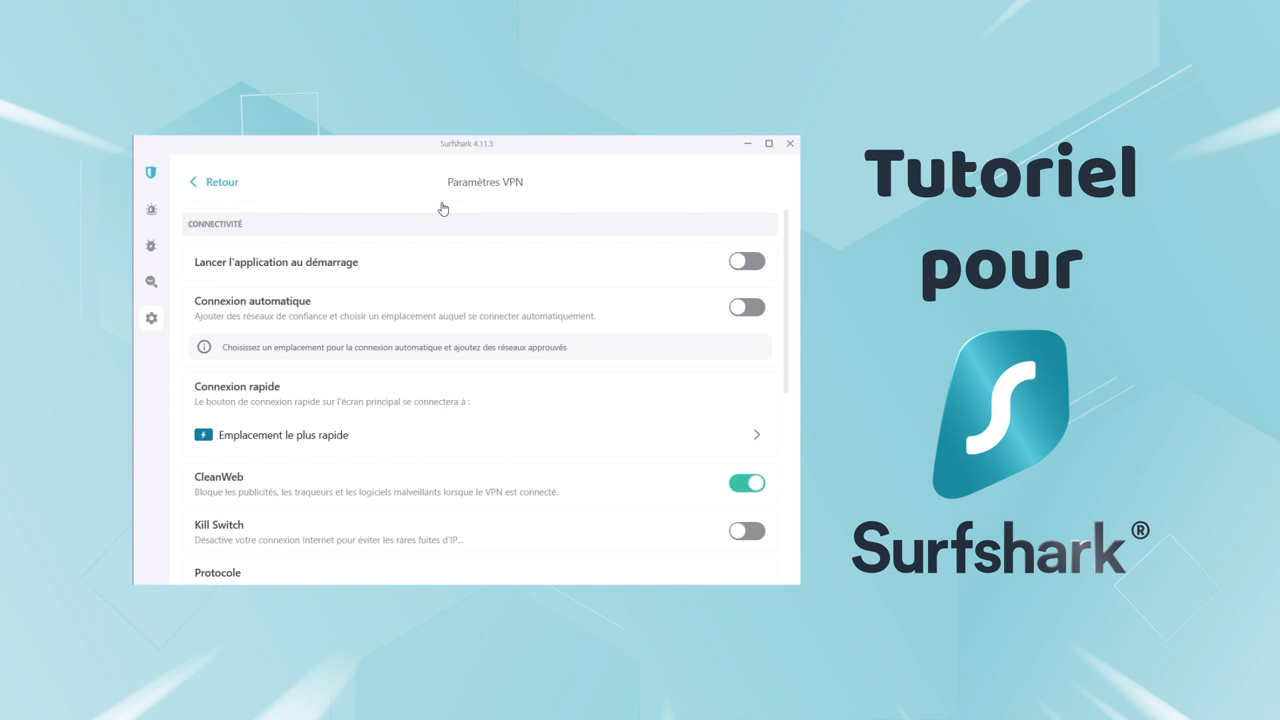 Surfshark 4.11.3
Retour
Paramètres VPN
CONNECTIVITÉ
Lancer l'application au démarrage
Connexion automatique
Ajouter des réseaux de confiance et choisir un emplacement auquel se connecter automatiquement.
Choisissez un emplacement pour la connexion automatique et ajoutez des réseaux approuvés
Connexion rapide
Le bouton de connexion rapide sur l'écran principal se connectera à :
Emplacement le plus rapide
CleanWeb
Bloque les publicités, les traqueurs et les logiciels malveillants lorsque le VPN est connecté.
Kill Switch
Désactive votre connexion Internet pour éviter les rares fuites d'IP...
Protocole
Tutoriel
pour
Surfshark®